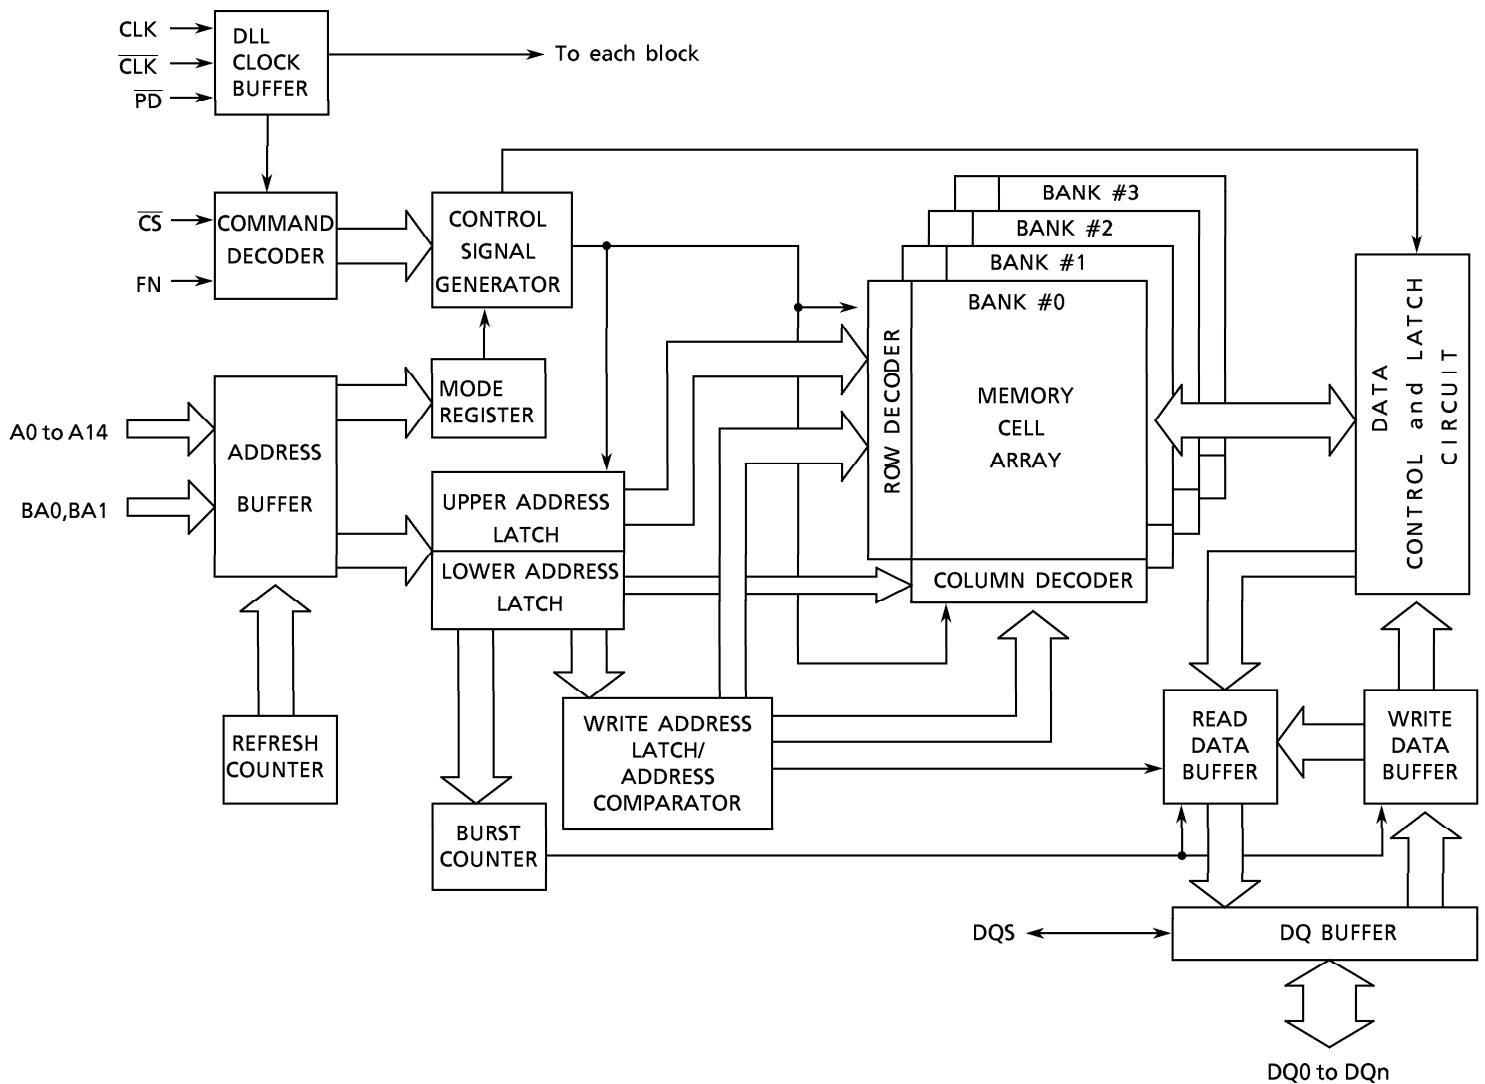 CLK
CLK
PD
DLL
CLOCK
BUFFER
To each block
CS
FN
COMMAND
DECODER
CONTROL
SIGNAL
GENERATOR
BANK #3
BANK #2
BANK #1
BANK #0
MEMORY
CELL
ARRAY
ROW DECODER
COLUMN DECODER
DATA
CONTROL and LATCH
CIRCUIT
MODE
REGISTER
A0 to A14
BA0,BA1
ADDRESS
BUFFER
UPPER ADDRESS
LATCH
LOWER ADDRESS
LATCH
REFRESH
COUNTER
WRITE ADDRESS
LATCH/
ADDRESS
COMPARATOR
BURST
COUNTER
READ
DATA
BUFFER
WRITE
DATA
BUFFER
DQS
DQ BUFFER
DQ0 to DQn